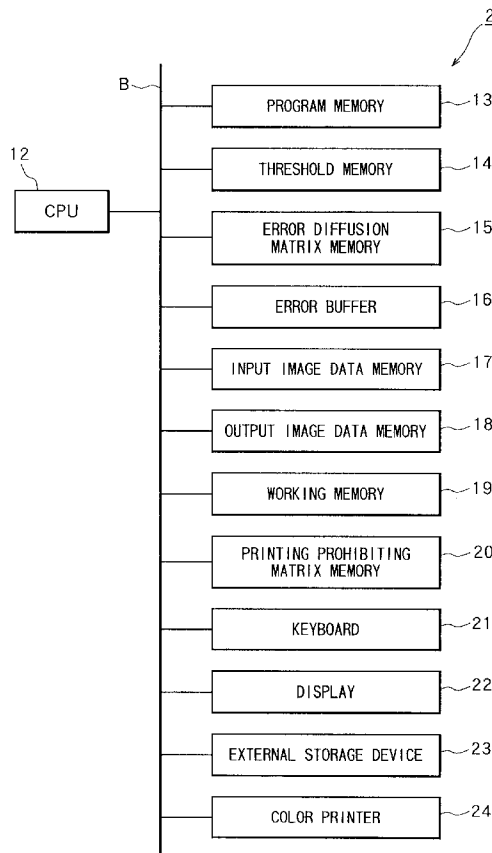 2
B
PROGRAM MEMORY
13
12
CPU
THRESHOLD MEMORY
14
ERROR DIFFUSION
MATRIX MEMORY
15
ERROR BUFFER
16
INPUT IMAGE DATA MEMORY
17
OUTPUT IMAGE DATA MEMORY
18
WORKING MEMORY
19
PRINTING PROHIBITING
MATRIX MEMORY
20
KEYBOARD
21
DISPLAY
22
EXTERNAL STORAGE DEVICE
23
COLOR PRINTER
24